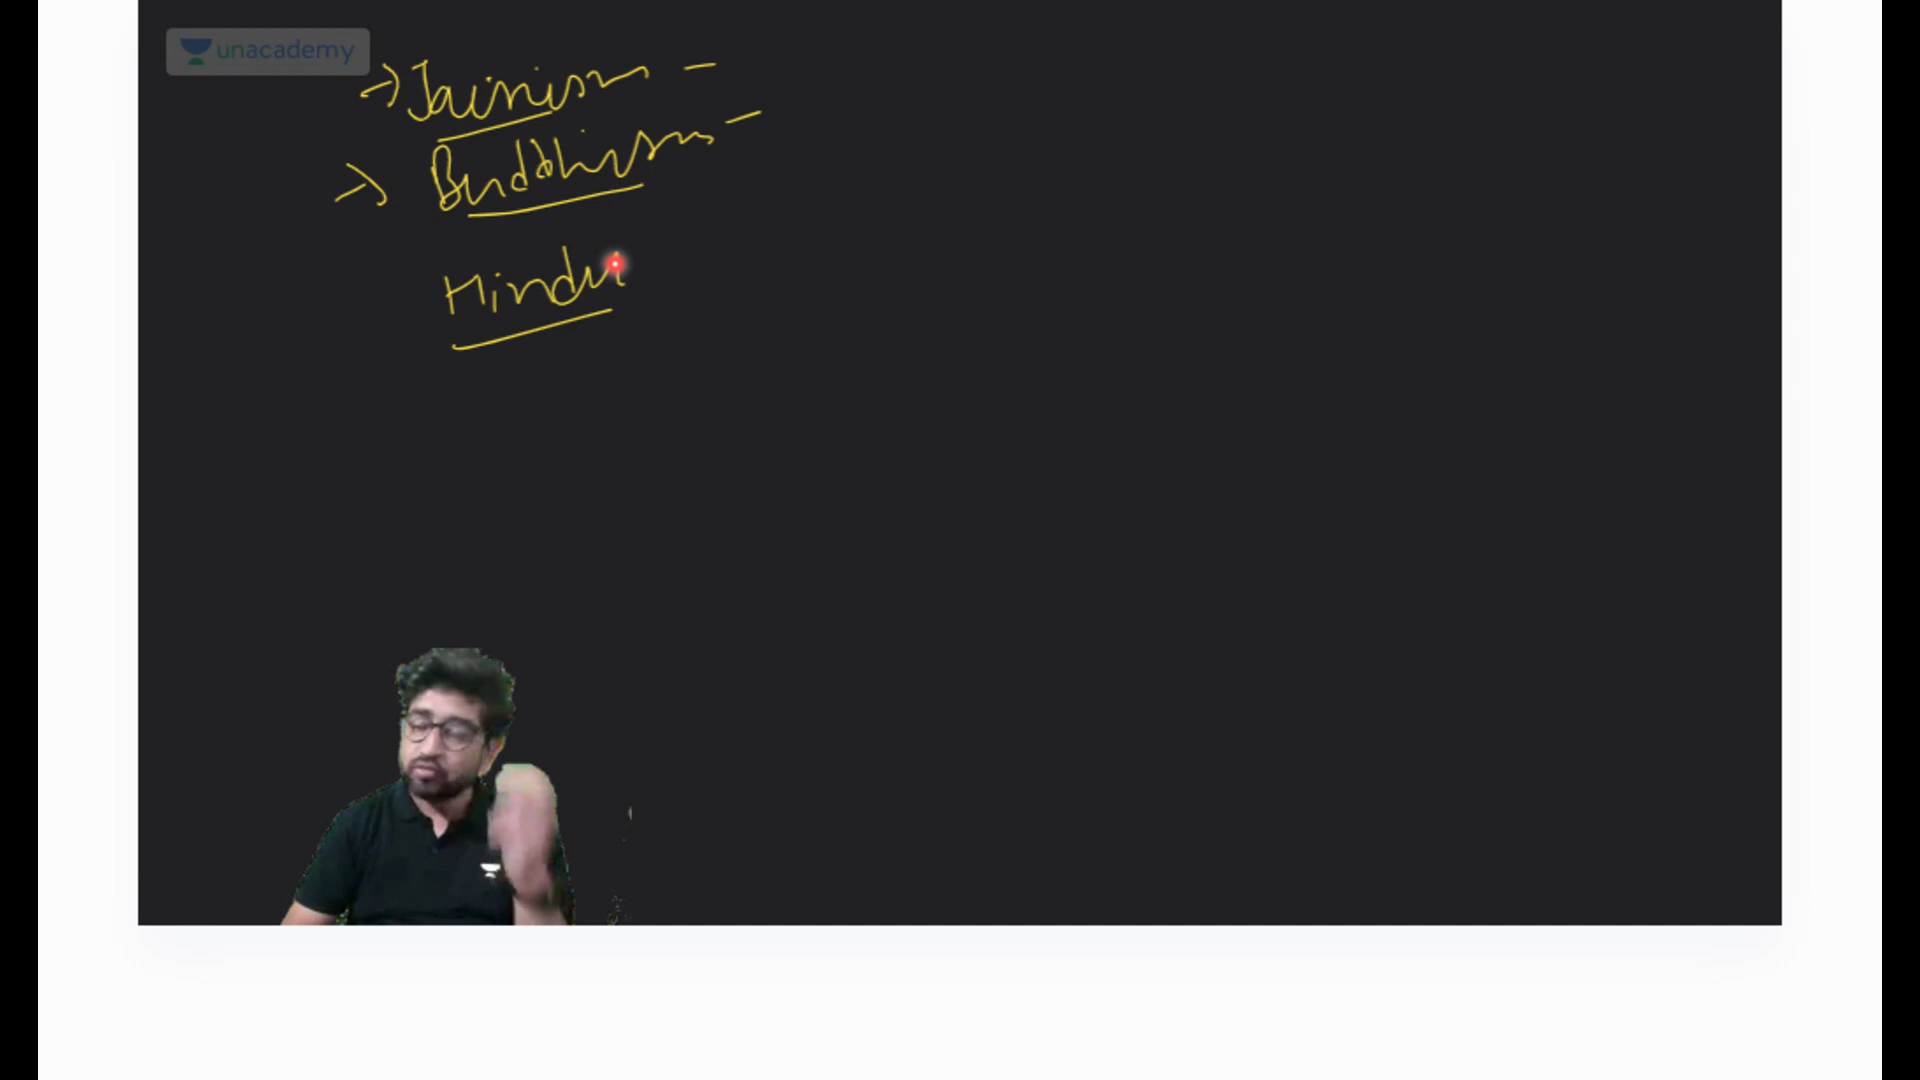 unacademy
→ Jainism -
→ Buddhism -
Hindu